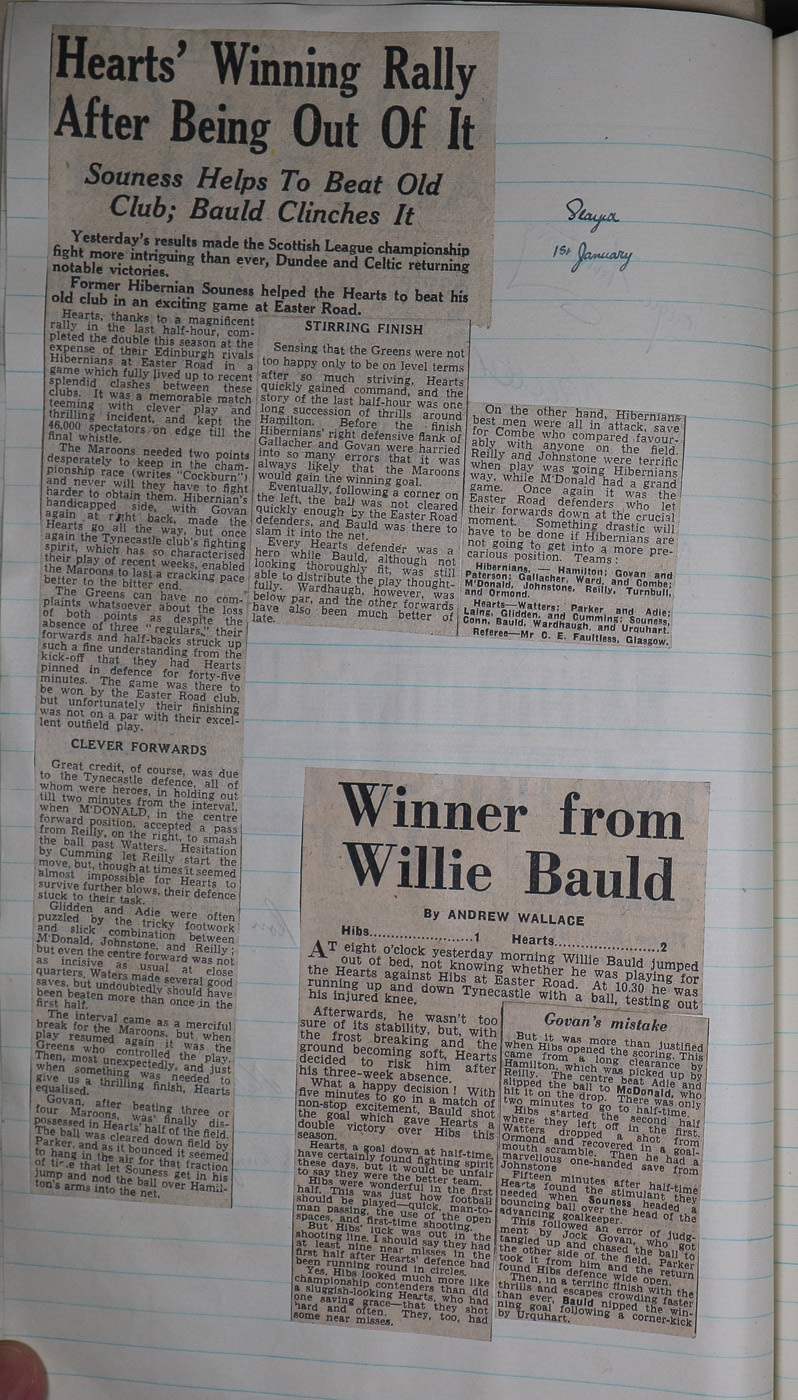 Hearts' Winning Rally
After Being Out Of It
Souness Helps To Beat Old
Club; Bauld Clinches It
Yesterday's results made the Scottish League championship
fight more intriguing than ever, Dundee and Celtic returning
notable victories.
Former Hibernian Souness helped the Hearts to beat his
old club in an exciting game at Easter Road.
Hearts, thanks to a magnificent
rally in the last half-hour, com-
pleted the double this season at the
expense of their Edinburgh rivals
Hibernians at Easter Road in a
game which fully lived up to recent
splendid clashes between these
clubs. It was a memorable match
teeming with clever play and
thrilling incident, and kept the
46,000 spectators on edge till the
final whistle.
The Maroons needed two points
desperately to keep in the cham-
pionship race (writes "Cockburn")
and never will they have to fight
harder to obtain them. Hibernian's
handicapped side, with Govan
again at right back, made the
Hearts go all the way, but once
again the Tynecastle club's fighting
spirit, which has so characterised
their play of recent weeks, enabled
the Maroons to last a cracking pace
better to the bitter end.
The Greens can have no com-
plaints whatsoever about the loss
of both points as despite the
absence of three "regulars," their
forwards and half-backs struck up
such a fine understanding from the
kick-off that they had Hearts
pinned in defence for forty-five
minutes. The game was there to
be won by the Easter Road club,
but unfortunately their finishing
was not on a par with their excel-
lent outfield play.
CLEVER FORWARDS
Great credit, of course, was due
to the Tynecastle defence, all of
whom were heroes, in holding out
till two minutes from the interval,
when M'DONALD, in the centre
forward position, accepted a pass
from Reilly, on the right, to smash
the ball past Watters. Hesitation
by Cumming let Reilly start the
move, but, though at times it seemed
almost impossible for Hearts to
survive further blows, their defence
stuck to their task.
Glidden and Adie were often
puzzled by the tricky footwork
and slick combination between
M'Donald, Johnstone, and Reilly;
but even the centre forward was not
as incisive as usual at close
quarters. Waters made several good
saves, but undoubtedly should have
been beaten more than once in the
first half.
The interval came as a merciful
break for the Maroons, but when
play resumed again it was the
Greens who controlled the play.
Then, most unexpectedly, and just
when something was needed to
give us a thrilling finish, Hearts
equalised.
Govan, after beating three or
four Maroons, was finally dis-
possessed in Hearts' half of the field.
The ball was cleared down field by
Parker, and as it bounced it seemed
to hang in the air for that fraction
of time that let Souness get in his
jump and nod the ball over Hamil-
ton's arms into the net.
STIRRING FINISH
Sensing that the Greens were not
too happy only to be on level terms
after so much striving, Hearts
quickly gained command, and the
story of the last half-hour was one
long succession of thrills around
Hamilton. Before the finish
Hibernians' right defensive flank of
Gallacher and Govan were harried
into so many errors that it was
always likely that the Maroons
would gain the winning goal.
Eventually, following a corner on
the left, the ball was not cleared
quickly enough by the Easter Road
defenders, and Bauld was there to
slam it into the net.
Every Hearts defender was a
hero while Bauld, although not
looking thoroughly fit, was still
able to distribute the play thought-
fully. Wardhaugh, however, was
below par, and the other forwards
have also been much better of
late.
On the other hand, Hibernians
best men were all in attack, save
for Combe who compared favour-
ably with anyone on the field.
Reilly and Johnstone were terrific
when play was going Hibernians
way, while M'Donald had a grand
game. Once again it was the
Easter Road defenders who let
their forwards down at the crucial
moment. Something drastic will
have to be done if Hibernians are
not going to get into a more pre-
carious position. Teams:
Hibernians. — Hamilton; Govan and
Paterson; Gallacher, Ward, and Combe;
M'Donald, Johnstone, Reilly, Turnbull,
and Ormond.
Hearts—Watters; Parker and Adie;
Laing, Glidden, and Cumming; Souness,
Conn, Bauld, Wardhaugh, and Urquhart.
Referee—Mr C. E. Faultless, Glasgow.
Played
1st January
Winner from
Willie Bauld
By ANDREW WALLACE
Hibs........................1 Hearts........................2
AT eight o'clock yesterday morning Willie Bauld jumped
out of bed, not knowing whether he was playing for
the Hearts against Hibs at Easter Road. At 10.30 he was
running up and down Tynecastle with a ball, testing out
his injured knee.
Afterwards, he wasn't too
sure of its stability, but, with
the frost breaking and the
ground becoming soft, Hearts
decided to risk him after
his three-week absence.
What a happy decision! With
five minutes to go in a match of
non-stop excitement, Bauld shot
the goal which gave Hearts a
double victory over Hibs this
season.
Hearts, a goal down at half-time,
have certainly found fighting spirit
these days, but it would be unfair
to say they were the better team.
Hibs were wonderful in the first
half. This was just how football
should be played—quick, man-to-
man passing, the use of the open
spaces, and first-time shooting.
But Hibs' luck was out in the
shooting line. I should say they had
at least nine near misses in the
first half after Hearts' defence had
been running round in circles.
Yes, Hibs looked much more like
championship contenders than did
a sluggish-looking Hearts, who had
one saving grace—that they shot
hard and often. They, too, had
some near misses.
Govan's mistake
But it was more than justified
when Hibs opened the scoring. This
came from a long clearance by
Hamilton, which was picked up by
Reilly. The centre beat Adie and
slipped the ball to McDonald, who
hit it on the drop. There was only
two minutes to go to half-time.
Hibs started the second half
where they left off in the first.
Watters dropped a shot from
Ormond and recovered in a goal-
mouth scramble. Then he had a
marvellous one-handed save from
Johnstone
Fifteen minutes after half-time
Hearts found the stimulant they
needed when Souness headed a
bouncing ball over the head of the
advancing goalkeeper.
This followed an error of judg-
ment by Jock Govan, who got
tangled up and chased the ball to
the other side of the field. Parker
took it from him and the return
found Hibs defence wide open.
Then, in a terrific finish with the
thrills and escapes crowding faster
than ever, Bauld nipped the win-
ning goal following a corner-kick
by Urquhart.